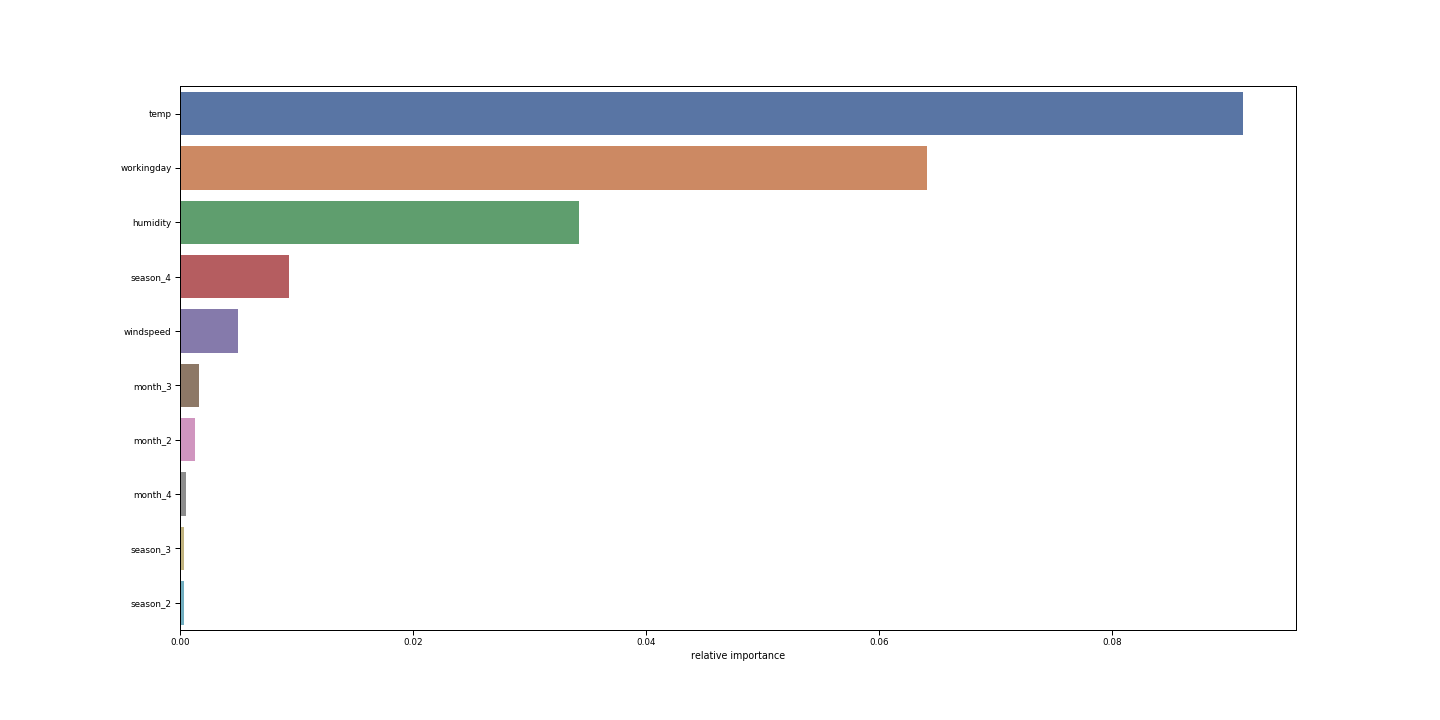 temp
workingday
humidity
season_4
windspeed
month_3
month_2
month_4
season_3
season_2
0.00 0.02 0.04 0.06 0.08
relative importance